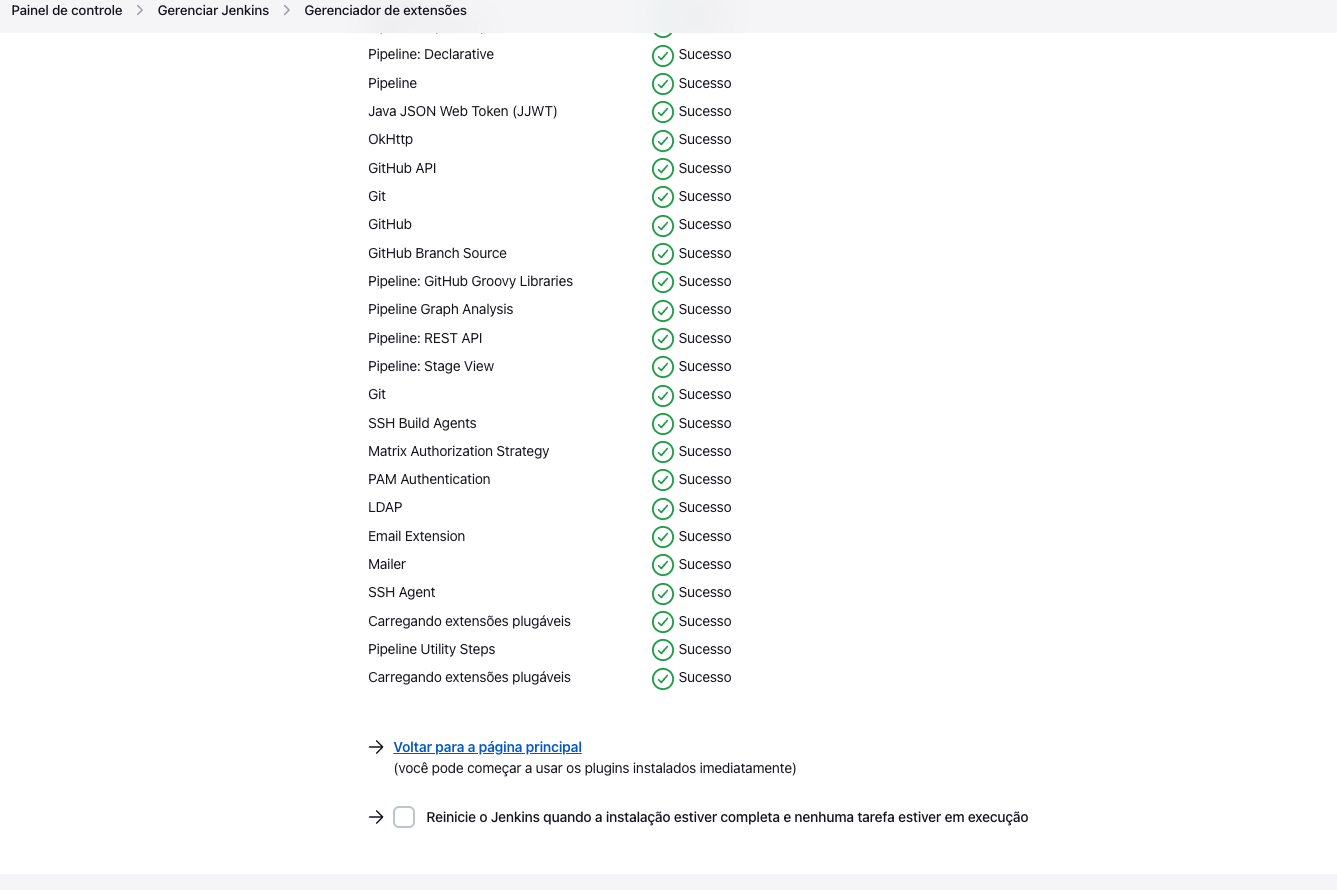 Painel de controle > Gerenciar Jenkins > Gerenciador de extensões
Pipeline: Declarative Sucesso
Pipeline Sucesso
Java JSON Web Token (JJWT) Sucesso
OkHttp Sucesso
GitHub API Sucesso
Git Sucesso
GitHub Sucesso
GitHub Branch Source Sucesso
Pipeline: GitHub Groovy Libraries Sucesso
Pipeline Graph Analysis Sucesso
Pipeline: REST API Sucesso
Pipeline: Stage View Sucesso
Git Sucesso
SSH Build Agents Sucesso
Matrix Authorization Strategy Sucesso
PAM Authentication Sucesso
LDAP Sucesso
Email Extension Sucesso
Mailer Sucesso
SSH Agent Sucesso
Carregando extensões plugáveis Sucesso
Pipeline Utility Steps Sucesso
Carregando extensões plugáveis Sucesso
Voltar para a página principal
(você pode começar a usar os plugins instalados imediatamente)
Reinicie o Jenkins quando a instalação estiver completa e nenhuma tarefa estiver em execução